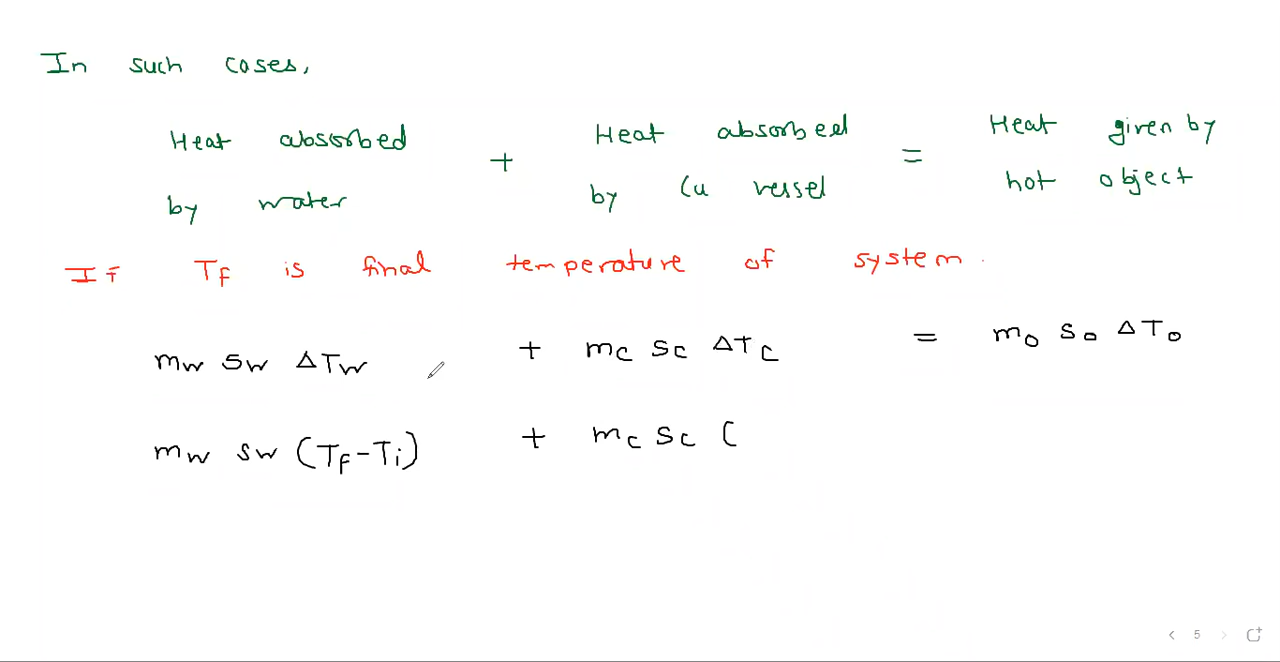 In such cases,
Heat absorbed by water + Heat absorbed by Cu vessel = Heat given by hot object
If Tf is final temperature of system.
mw sw ΔTw + mc sc ΔTc = mo so ΔTo
mw sw (Tf-Ti) + mc sc (
5